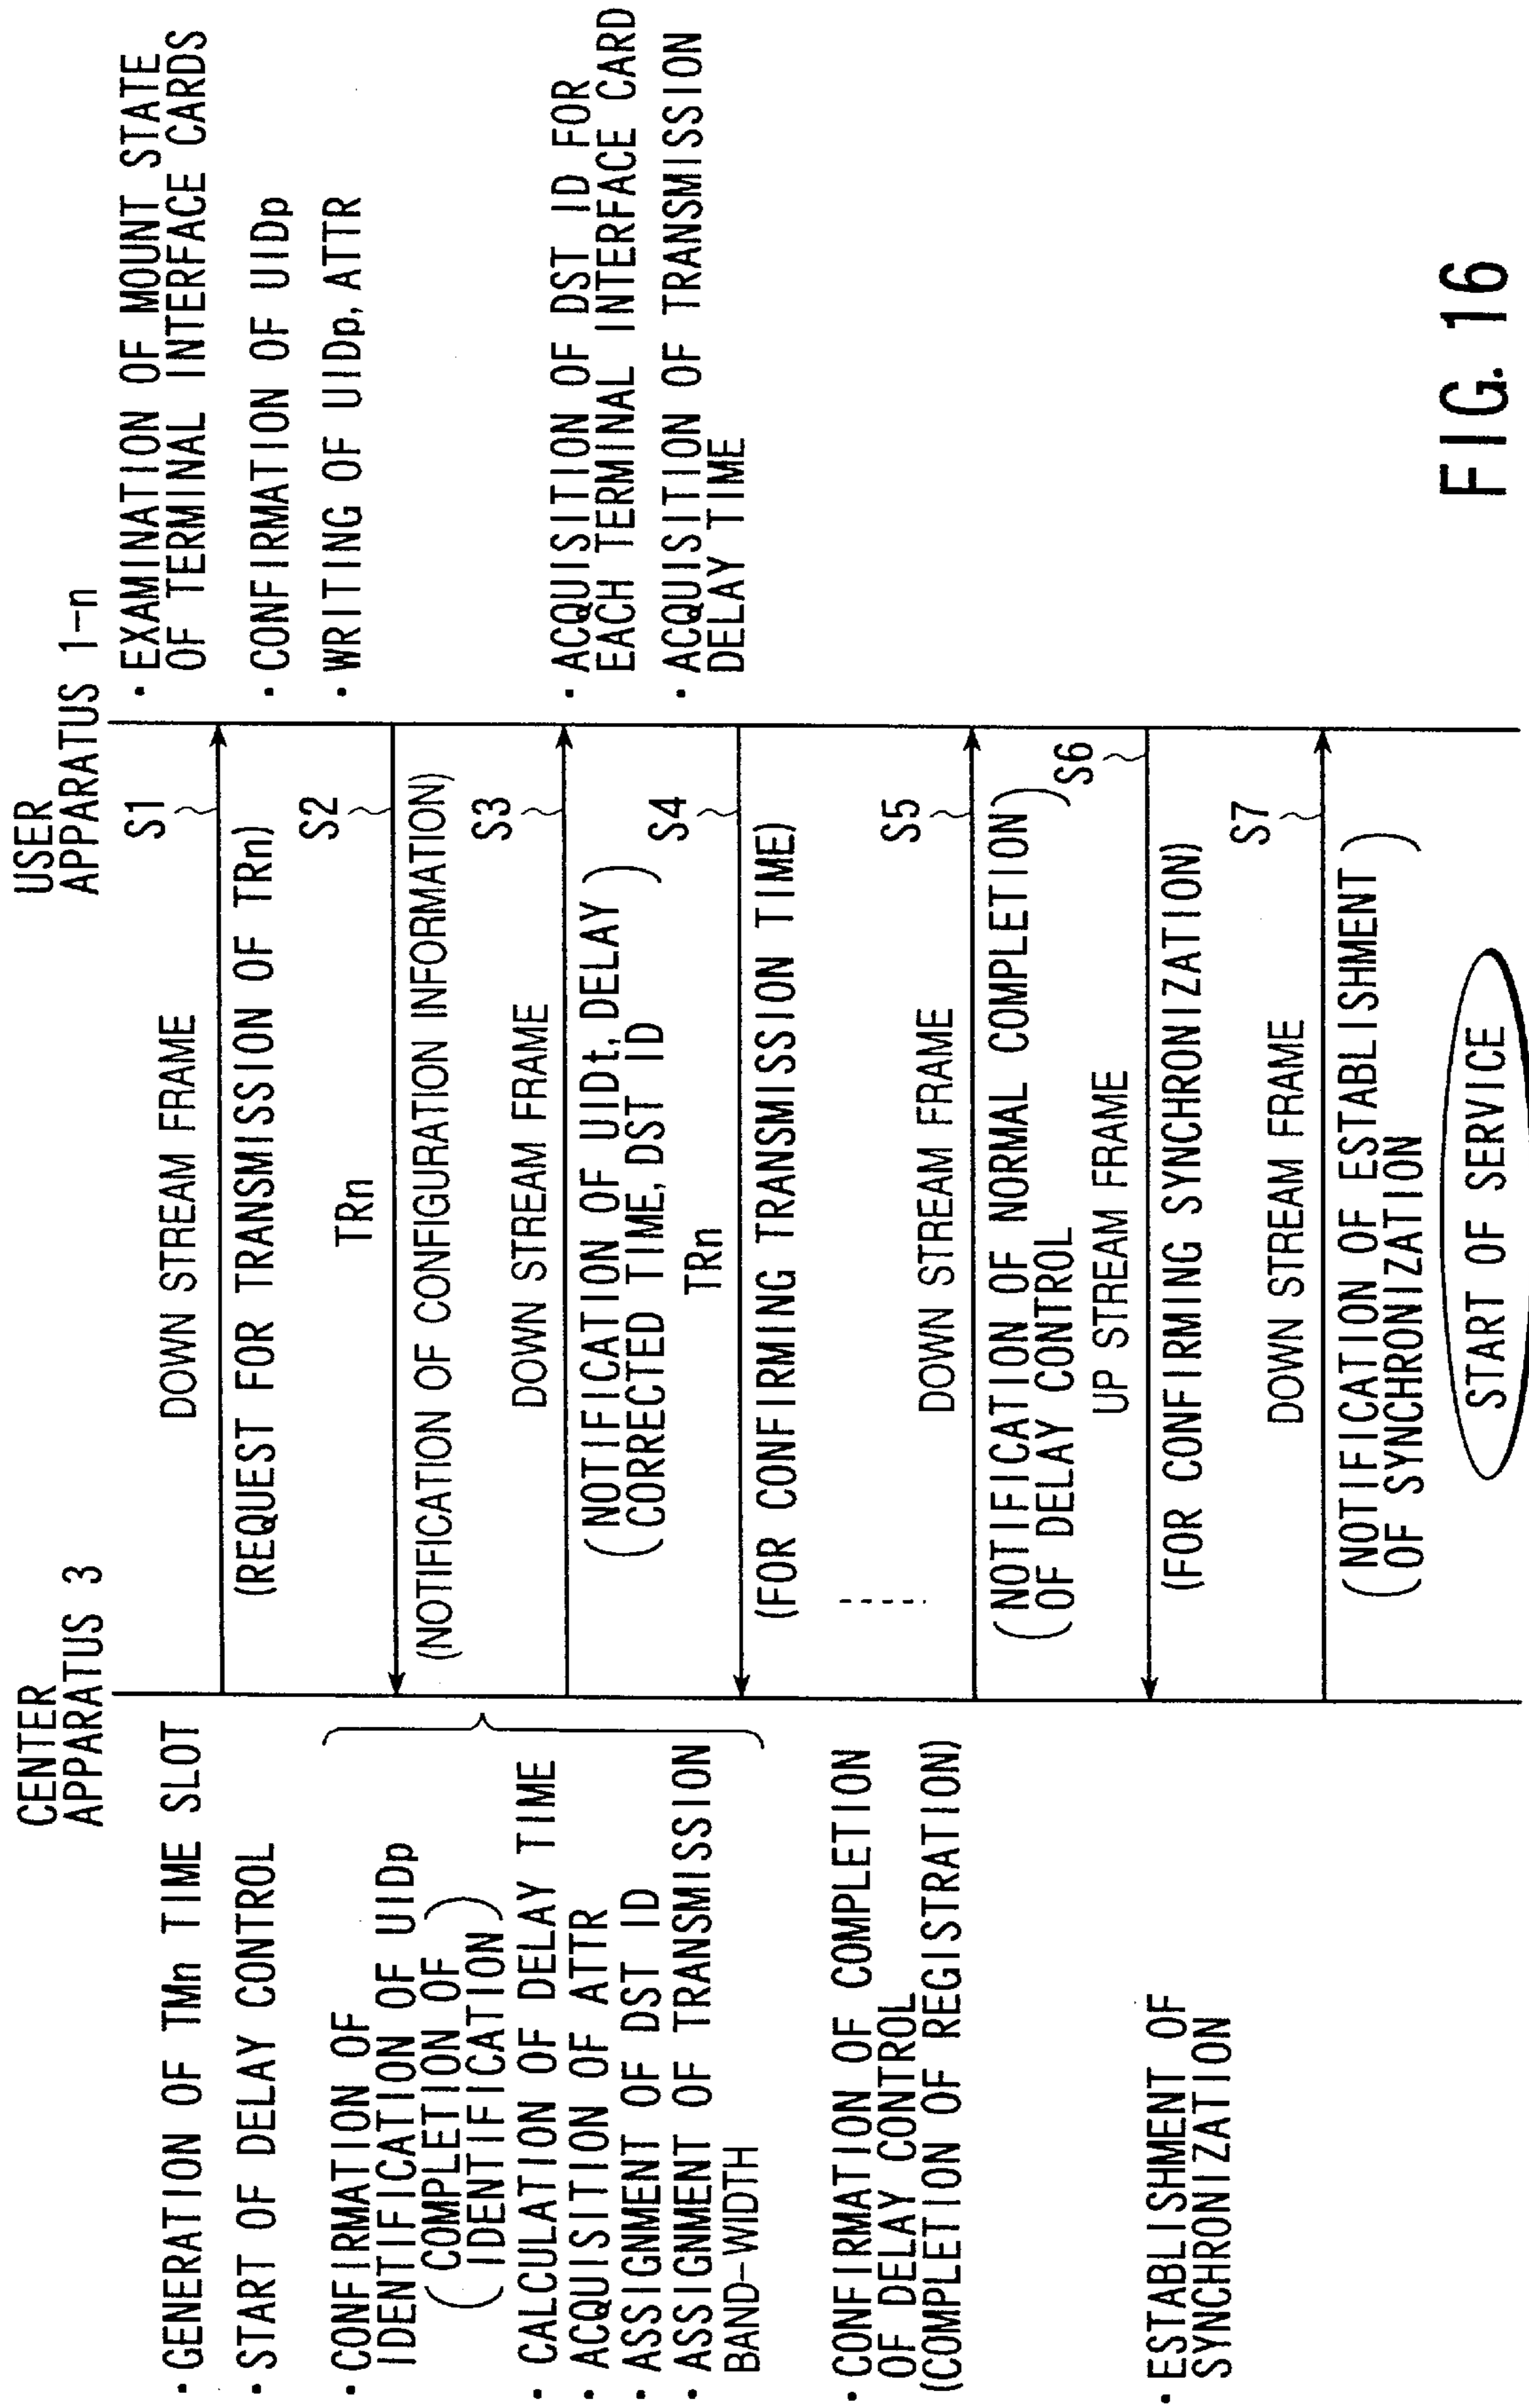 CENTER
APPARATUS 3
USER
APPARATUS 1-n
· GENERATION OF TMn TIME SLOT
· START OF DELAY CONTROL
· CONFIRMATION OF
IDENTIFICATION OF UIDp
(COMPLETION OF
IDENTIFICATION)
· CALCULATION OF DELAY TIME
· ACQUISITION OF ATTR
· ASSIGNMENT OF DST ID
· ASSIGNMENT OF TRANSMISSION
BAND-WIDTH
· CONFIRMATION OF COMPLETION
OF DELAY CONTROL
(COMPLETION OF REGISTRATION)
· ESTABLISHMENT OF
SYNCHRONIZATION
DOWN STREAM FRAME
S1
(REQUEST FOR TRANSMISSION OF TRn)
TRn
S2
(NOTIFICATION OF CONFIGURATION INFORMATION)
DOWN STREAM FRAME
S3
(NOTIFICATION OF UIDt, DELAY
CORRECTED TIME, DST ID)
TRn
S4
(FOR CONFIRMING TRANSMISSION TIME)
DOWN STREAM FRAME
S5
(NOTIFICATION OF NORMAL COMPLETION
OF DELAY CONTROL)
UP STREAM FRAME
S6
(FOR CONFIRMING SYNCHRONIZATION)
DOWN STREAM FRAME
S7
(NOTIFICATION OF ESTABLISHMENT
OF SYNCHRONIZATION)
START OF SERVICE
· EXAMINATION OF MOUNT STATE
OF TERMINAL INTERFACE CARDS
· CONFIRMATION OF UIDp
· WRITING OF UIDp, ATTR
· ACQUISITION OF DST ID FOR
EACH TERMINAL INTERFACE CARD
· ACQUISITION OF TRANSMISSION
DELAY TIME
FIG. 16